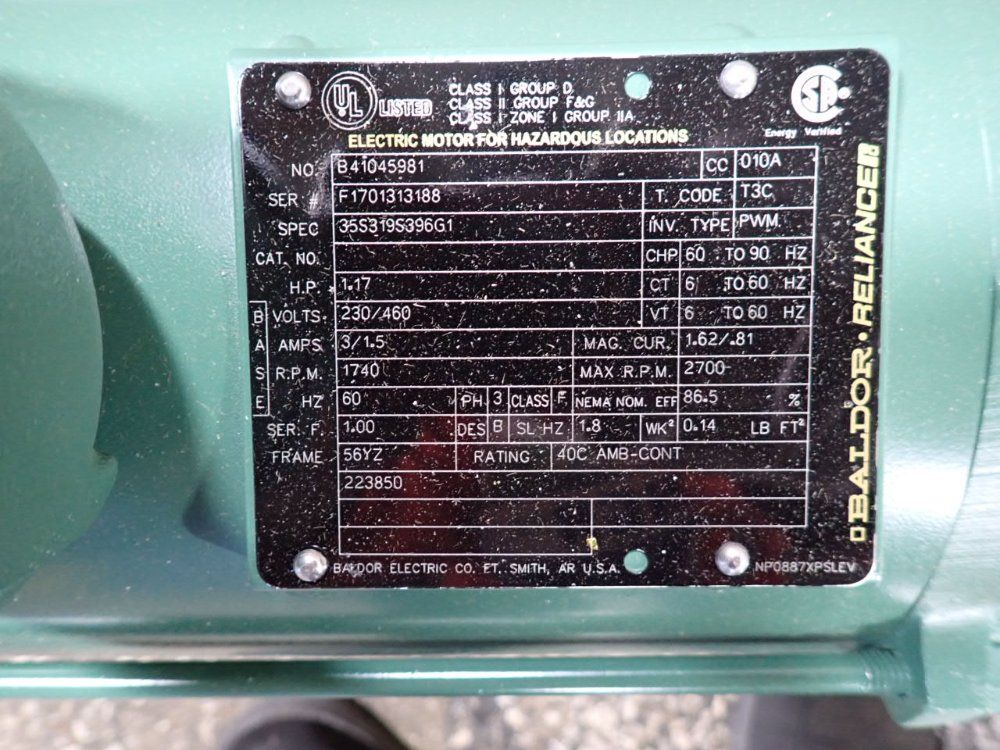 UL LISTED
CLASS I GROUP D
CLASS II GROUP F&G
CLASS I ZONE I GROUP IIA
SA
Energy Verified
ELECTRIC MOTOR FOR HAZARDOUS LOCATIONS
NO. B41045981 CC 010A
SER # F1701313188 T. CODE T3C
SPEC 35S319S396G1 INV. TYPE PWM
CAT. NO. CHP 60 TO 90 HZ
H.P. 1.17 CT 6 TO 60 HZ
BASE
VOLTS 230/460 VT 6 TO 60 HZ
AMPS 3/1.5 MAG. CUR. 1.62/.81
R.P.M. 1740 MAX R.P.M. 2700
HZ 60 PH 3 CLASS F NEMA NOM. EFF 86.5 %
SER. F. 1.00 DES B SL HZ 1.8 WK² 0.14 LB FT²
FRAME 56YZ RATING 40C AMB-CONT
223850
BALDOR ELECTRIC CO. FT. SMITH, AR U.S.A.
NP0887XPSLEV
BALDOR·RELIANCE